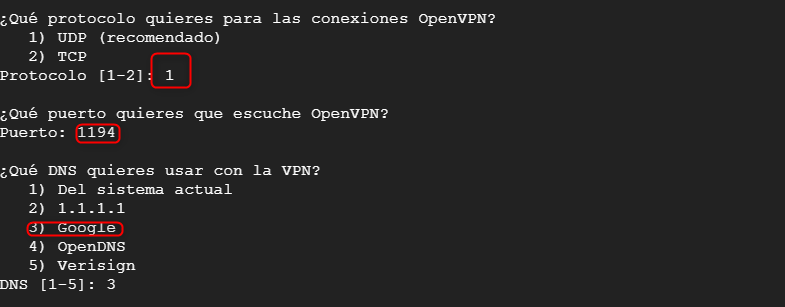 ¿Qué protocolo quieres para las conexiones OpenVPN?
1) UDP (recomendado)
2) TCP
Protocolo [1-2]: 1
¿Qué puerto quieres que escuche OpenVPN?
Puerto: 1194
¿Qué DNS quieres usar con la VPN?
1) Del sistema actual
2) 1.1.1.1
3) Google
4) OpenDNS
5) Verisign
DNS [1-5]: 3